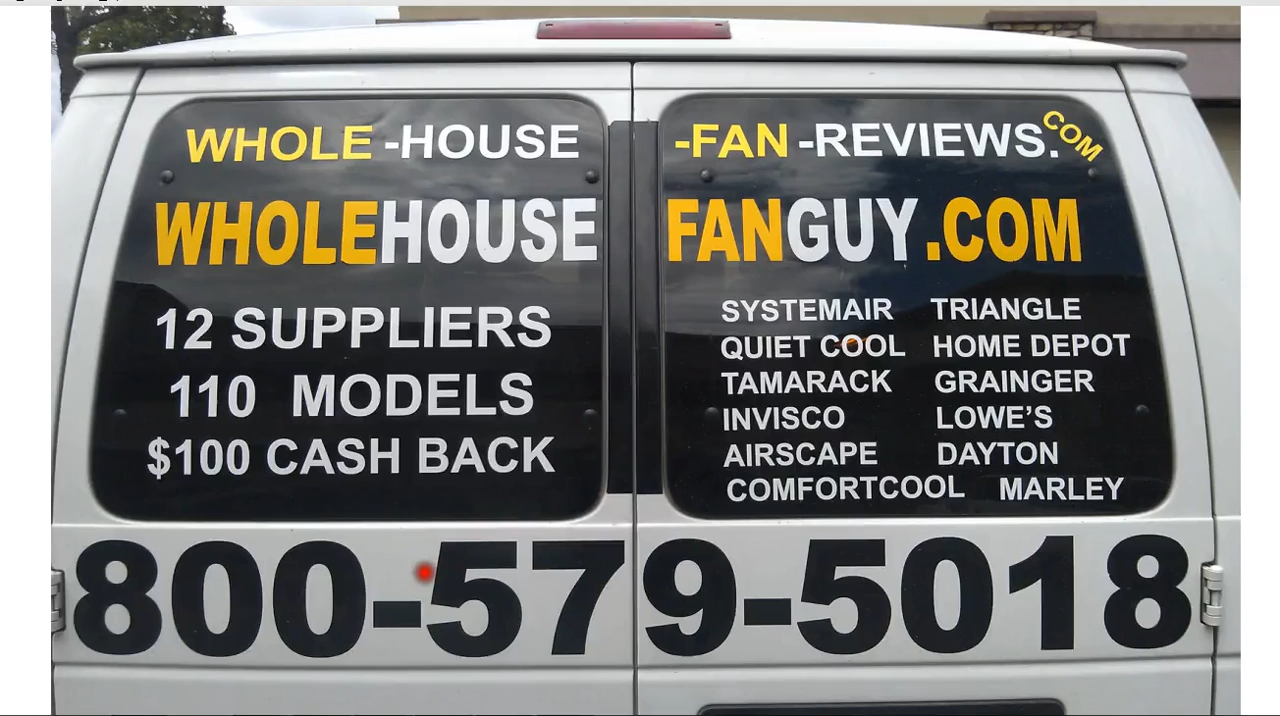 WHOLE-HOUSE-FAN-REVIEWS.COM
WHOLEHOUSE FANGUY.COM
12 SUPPLIERS
110 MODELS
$100 CASH BACK
SYSTEMAIR TRIANGLE
QUIET COOL HOME DEPOT
TAMARACK GRAINGER
INVISCO LOWE'S
AIRSCAPE DAYTON
COMFORTCOOL MARLEY
800-579-5018